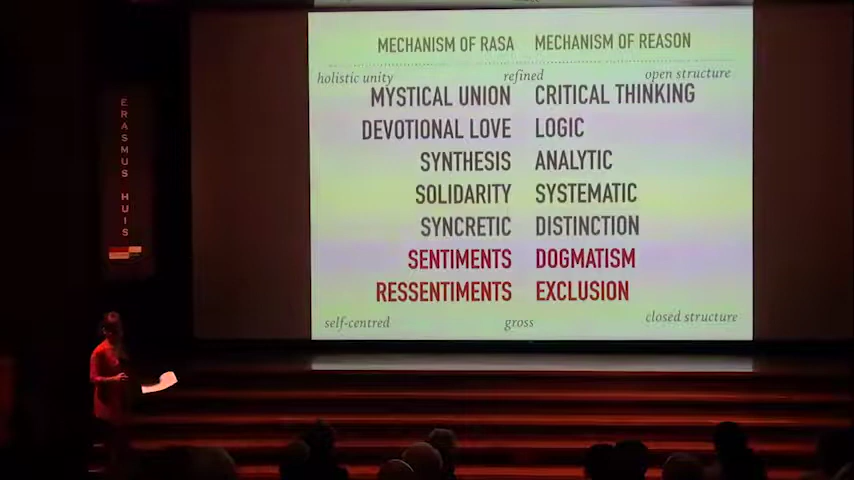 MECHANISM OF RASA MECHANISM OF REASON
holistic unity refined open structure
MYSTICAL UNION CRITICAL THINKING
DEVOTIONAL LOVE LOGIC
SYNTHESIS ANALYTIC
SOLIDARITY SYSTEMATIC
SYNCRETIC DISTINCTION
SENTIMENTS DOGMATISM
RESSENTIMENTS EXCLUSION
self-centred gross closed structure
ERASMUS HUIS